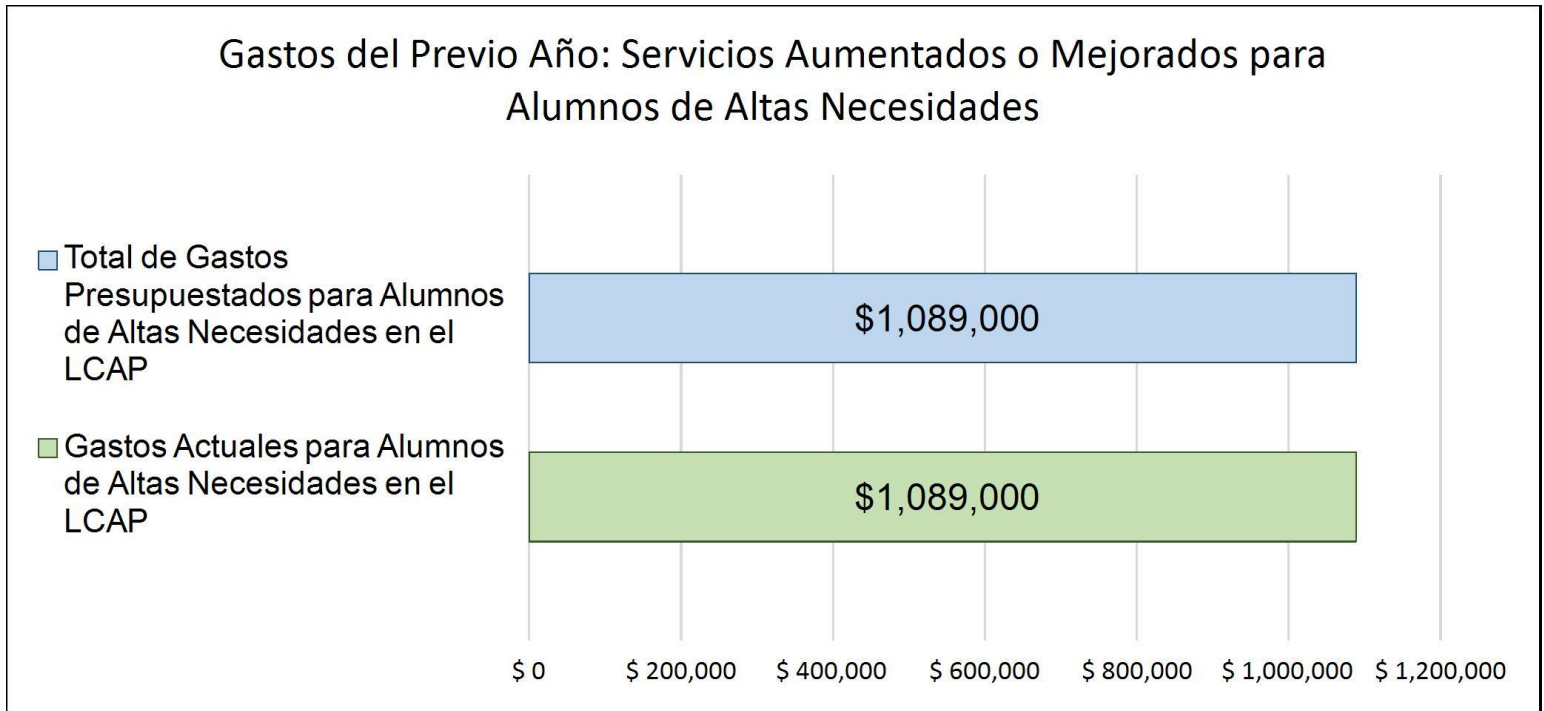 Gastos del Previo Año: Servicios Aumentados o Mejorados para
Alumnos de Altas Necesidades
Total de Gastos
Presupuestados para Alumnos
de Altas Necesidades en el
LCAP
$1,089,000
Gastos Actuales para Alumnos
de Altas Necesidades en el
LCAP
$1,089,000
$ 0 $ 200,000 $ 400,000 $ 600,000 $ 800,000 $ 1,000,000 $ 1,200,000